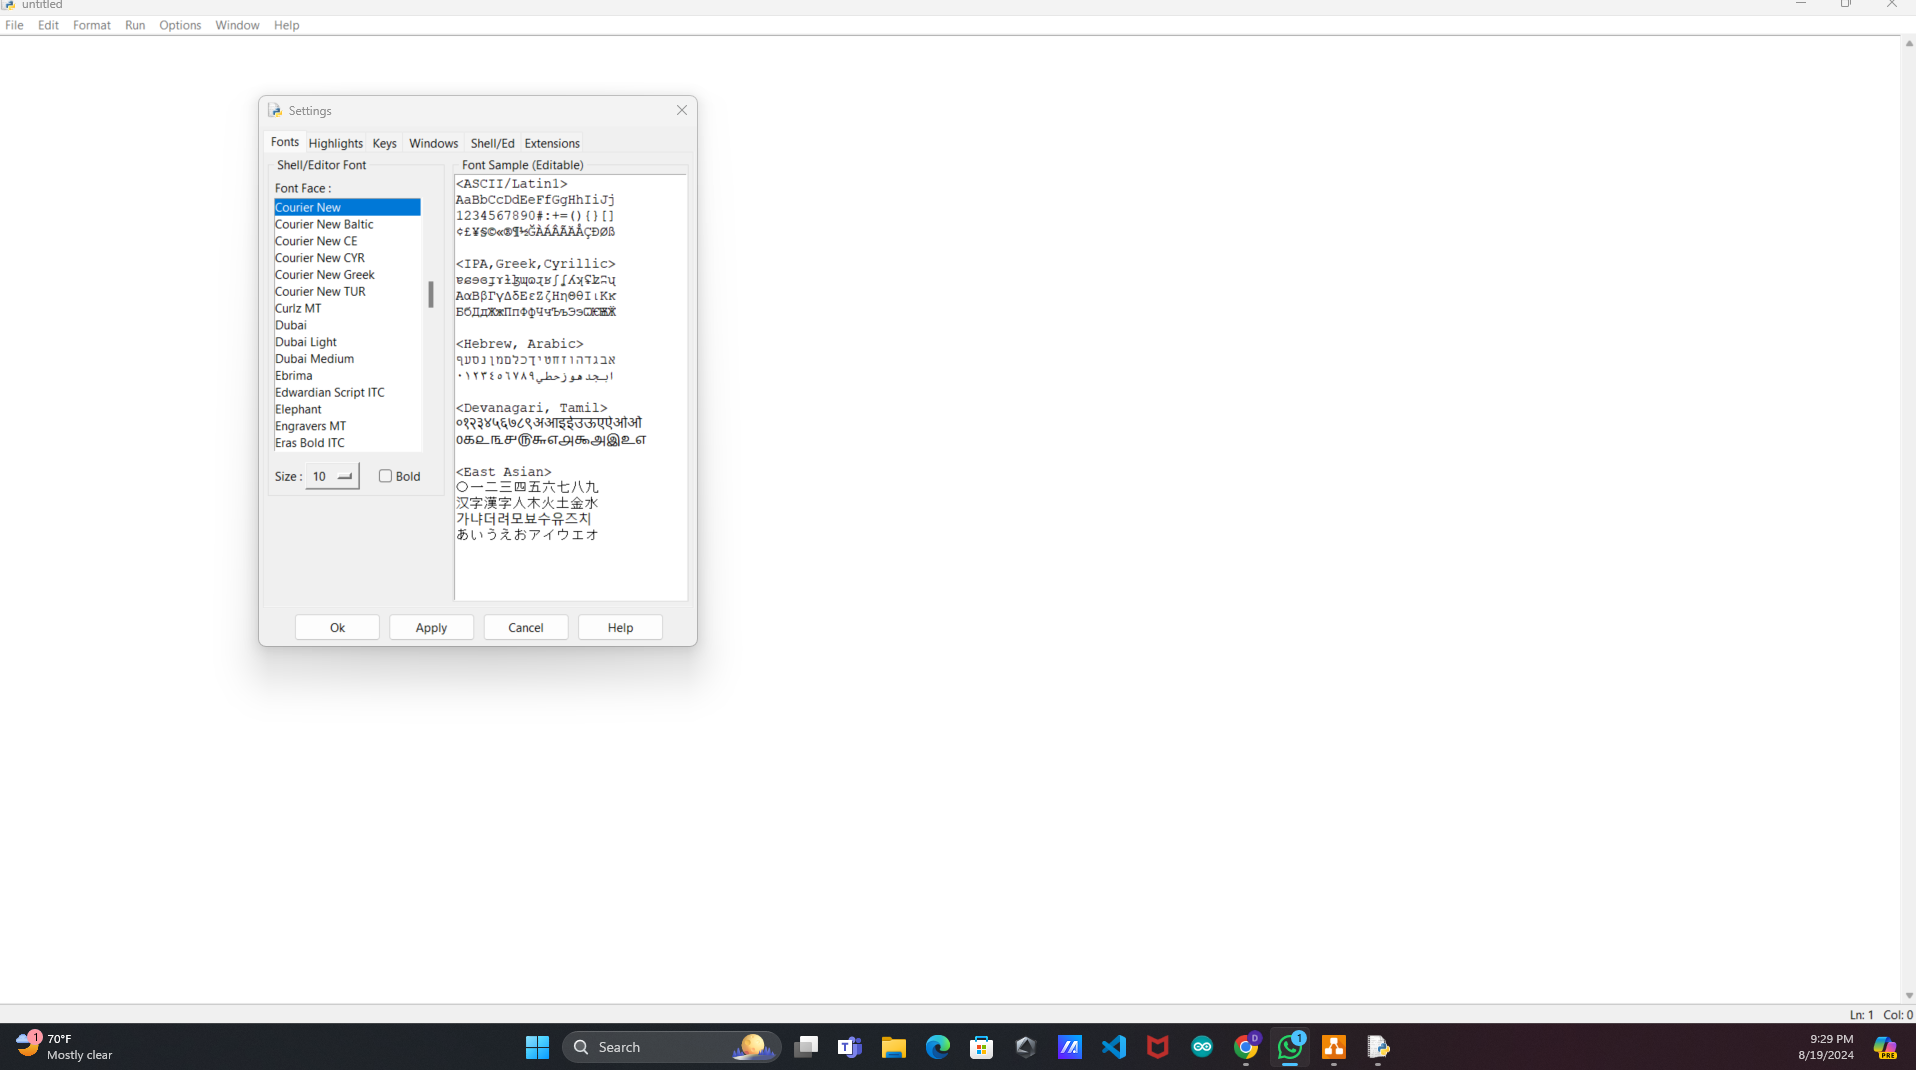 untitled
File Edit Format Run Options Window Help
Settings
Fonts Highlights Keys Windows Shell/Ed Extensions
Shell/Editor Font
Font Face :
Courier New
Courier New Baltic
Courier New CE
Courier New CYR
Courier New Greek
Courier New TUR
Curlz MT
Dubai
Dubai Light
Dubai Medium
Ebrima
Edwardian Script ITC
Elephant
Engravers MT
Eras Bold ITC
Size : 10 Bold
Font Sample (Editable)
<ASCII/Latin1>
AaBbCcDdEeFfGgHhIiJj
1234567890#:+=(){}[]
¢£¥§©«®¶½ĞÀÁÂÃÄÅÇÐØß
<IPA,Greek,Cyrillic>
ΑαΒβΓγΔδΕεΖζΗηΘθΙιΚκ
<Hebrew, Arabic>
אבגדהוזחטיךכלםמןנסעף
ابجدهوزحطي٩٨٧٦٥٤٣٢١٠
<Devanagari, Tamil>
०१२३४५६७८९अआइईउऊएऐओऔ
௦௧௨௩௪௫௬௭௮௯அஇஉஎ
<East Asian>
〇一二三四五六七八九
汉字漢字人木火土金水
가냐더려모뵤수유즈치
あいうえおアイウエオ
Ok Apply Cancel Help
Ln: 1 Col: 0
1
70°F
Mostly clear
Search
D
1
9:29 PM
8/19/2024
PRE